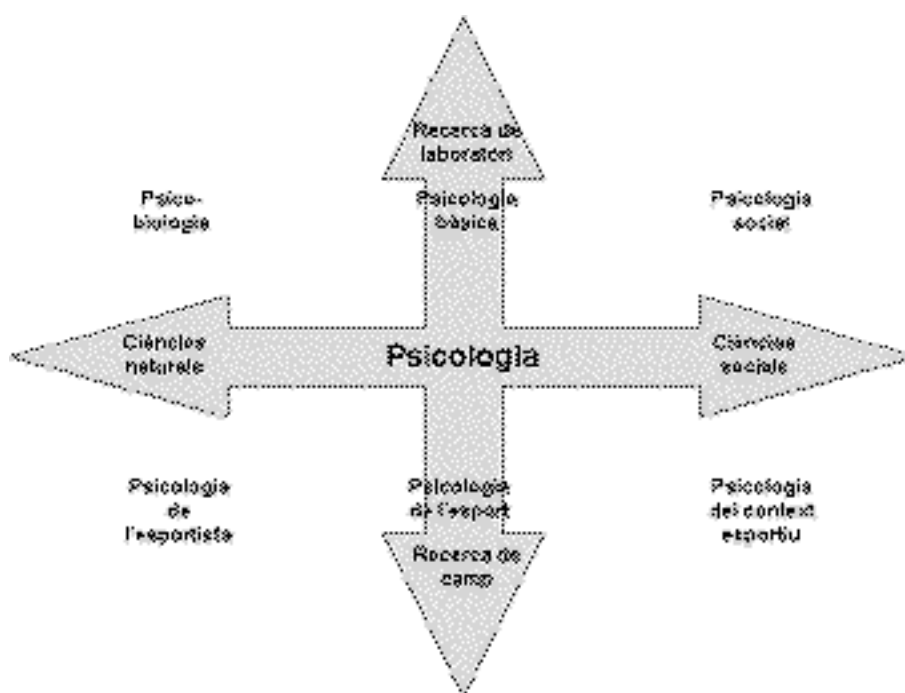 Recerca de
laboratori
Psico-
biologia
Psicologia
bàsica
Psicologia
social
Ciències
naturals
Psicologia
Ciències
socials
Psicologia
de
l'esportista
Psicologia
de l'esport
Psicologia
del context
esportiu
Recerca de
camp